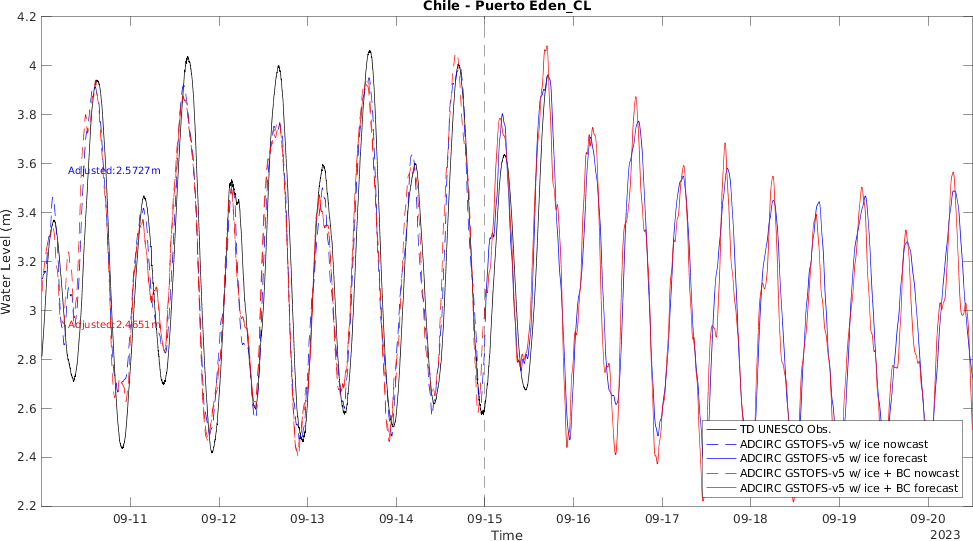 Chile - Puerto Eden_CL
Water Level (m)
4.2
4
3.8
3.6
3.4
3.2
3
2.8
2.6
2.4
2.2
Adjusted:2.5727m
Adjusted:2.4651m
TD UNESCO Obs.
ADCIRC GSTOFS-v5 w/ ice nowcast
ADCIRC GSTOFS-v5 w/ ice forecast
ADCIRC GSTOFS-v5 w/ ice + BC nowcast
ADCIRC GSTOFS-v5 w/ ice + BC forecast
09-11 09-12 09-13 09-14 09-15 09-16 09-17 09-18 09-19 09-20
2023
Time